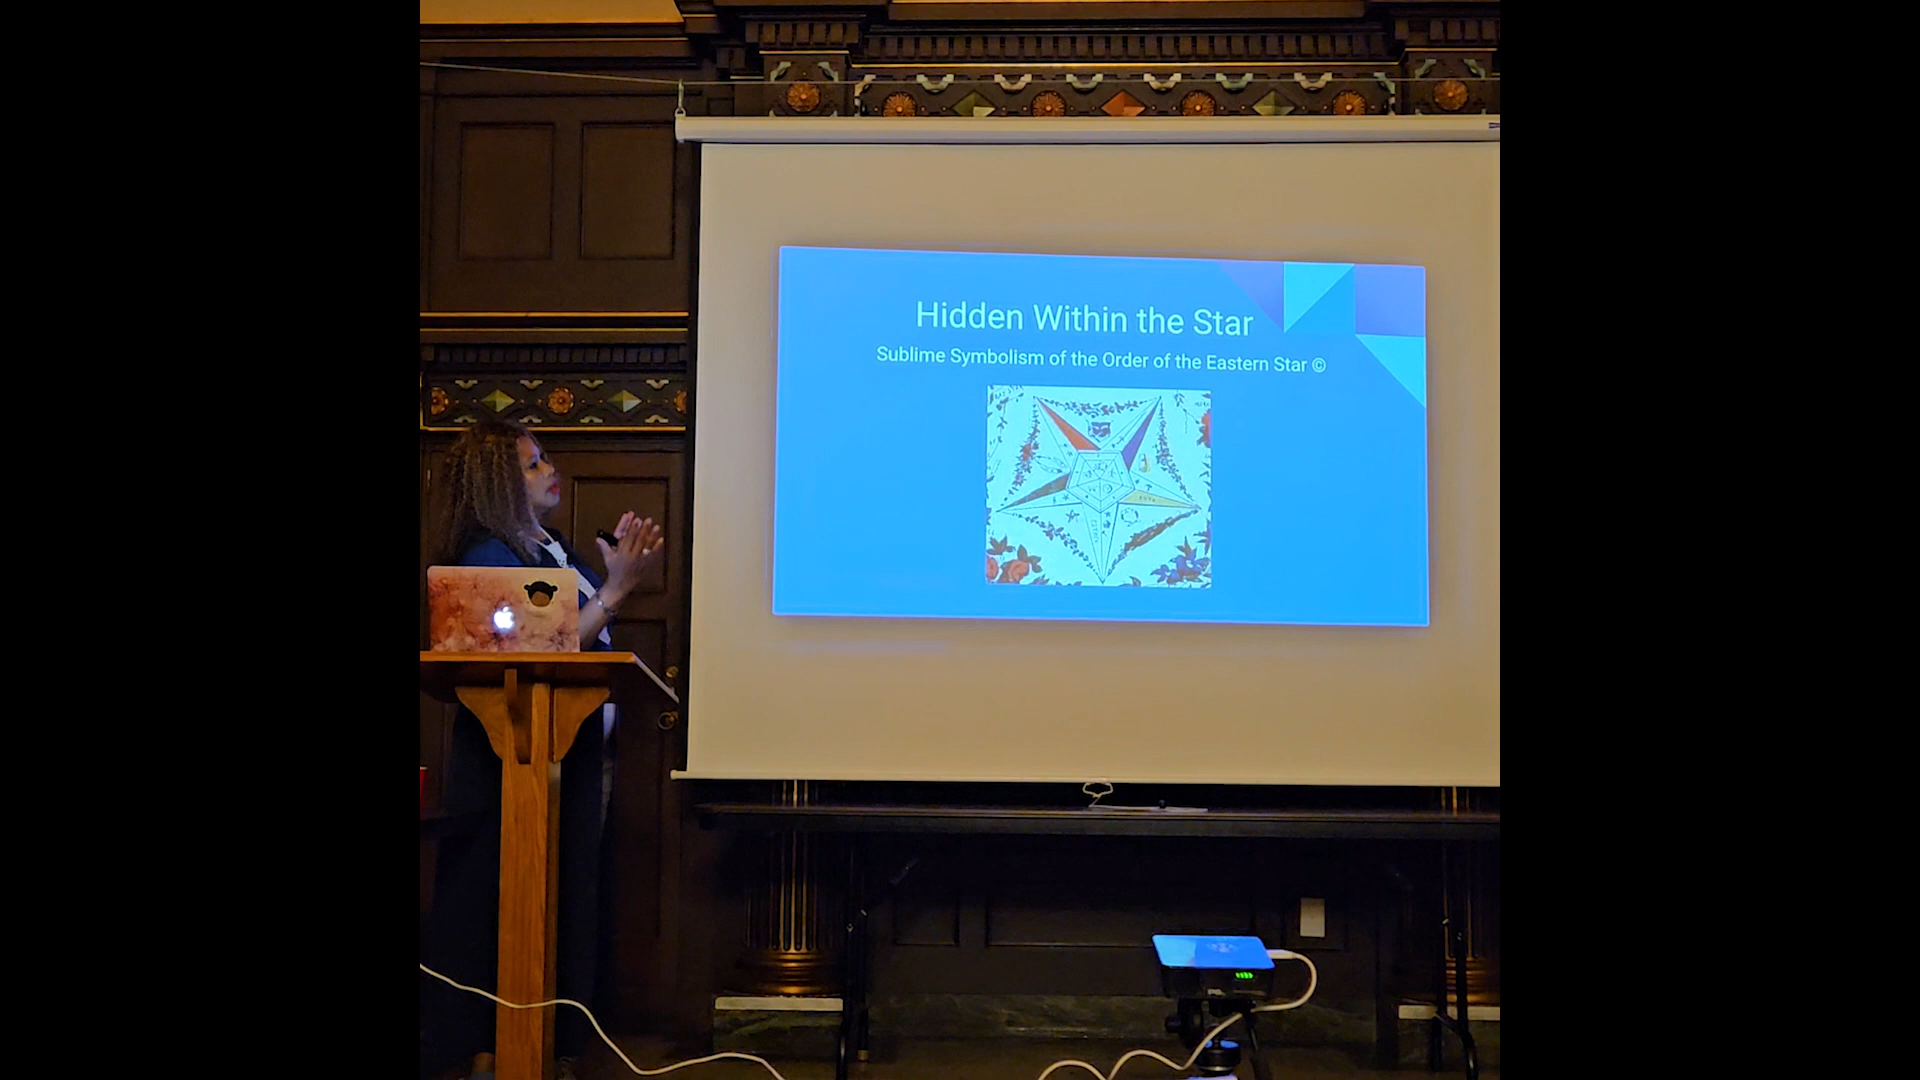 Hidden Within the Star
Sublime Symbolism of the Order of the Eastern Star ©